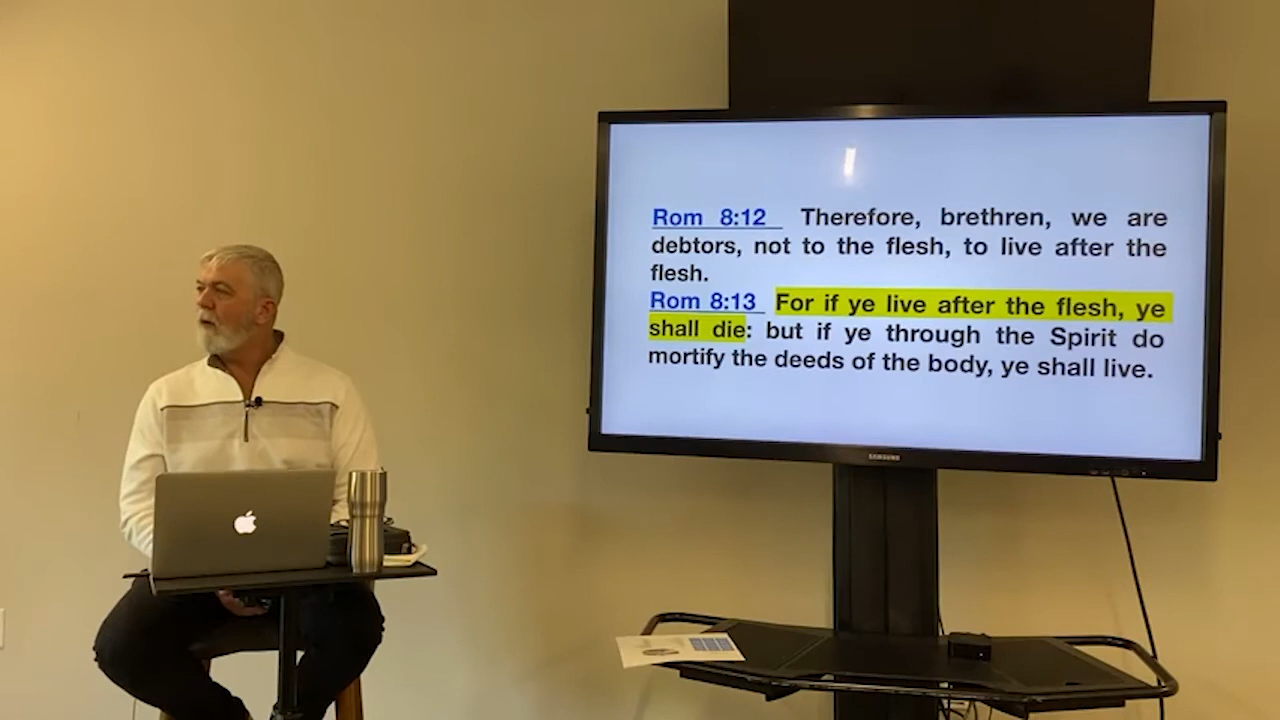 Rom 8:12 Therefore, brethren, we are
debtors, not to the flesh, to live after the
flesh.
Rom 8:13 For if ye live after the flesh, ye
shall die: but if ye through the Spirit do
mortify the deeds of the body, ye shall live.
SAMSUNG